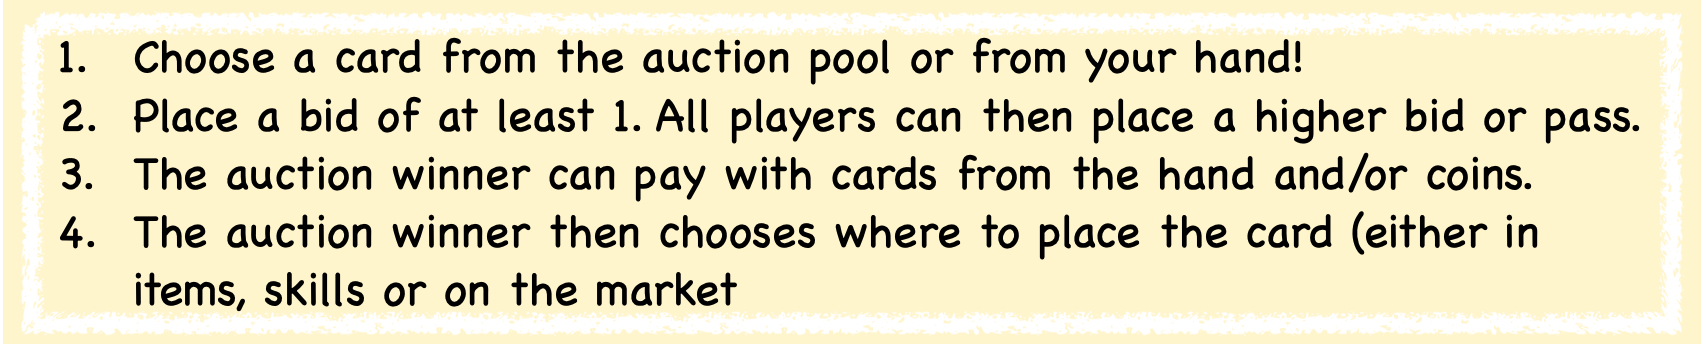 1. Choose a card from the auction pool or from your hand!
2. Place a bid of at least 1. All players can then place a higher bid or pass.
3. The auction winner can pay with cards from the hand and/or coins.
4. The auction winner then chooses where to place the card (either in
items, skills or on the market